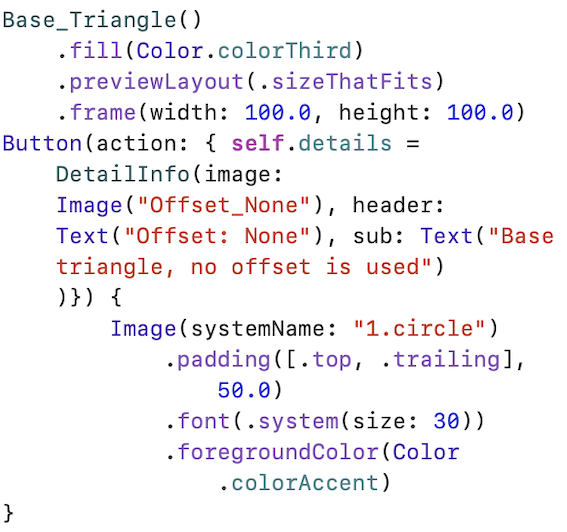 Base_Triangle()
    .fill(Color.colorThird)
    .previewLayout(.sizeThatFits)
    .frame(width: 100.0, height: 100.0)
Button(action: { self.details =
    DetailInfo(image:
    Image("Offset_None"), header:
    Text("Offset: None"), sub: Text("Base
    triangle, no offset is used")
    )}) {
        Image(systemName: "1.circle")
            .padding([.top, .trailing],
                50.0)
            .font(.system(size: 30))
            .foregroundColor(Color
                .colorAccent)
}